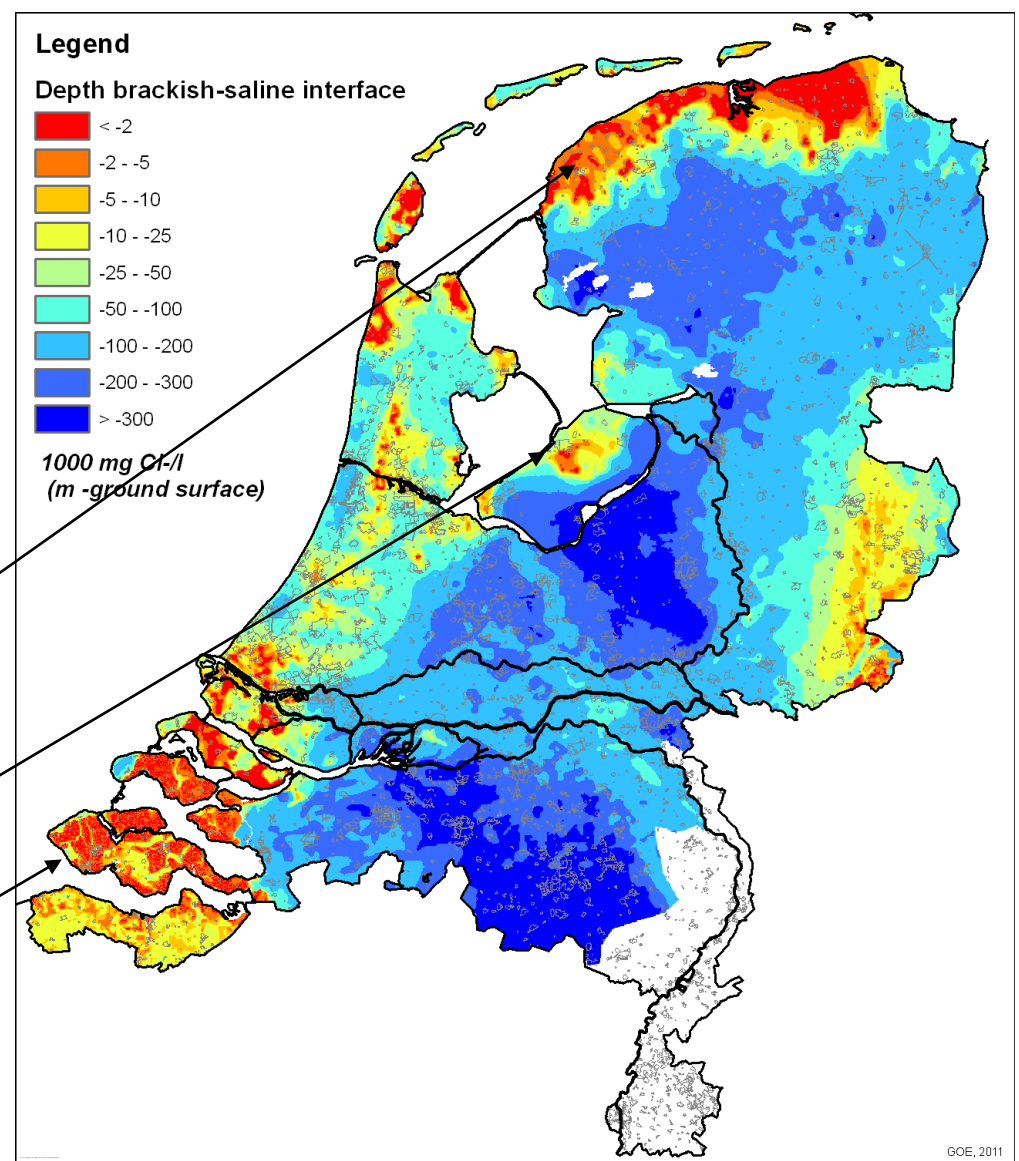 Legend
Depth brackish-saline interface
< -2
-2 - -5
-5 - -10
-10 - -25
-25 - -50
-50 - -100
-100 - -200
-200 - -300
> -300
1000 mg Cl-/l
(m -ground surface)
GOE, 2011